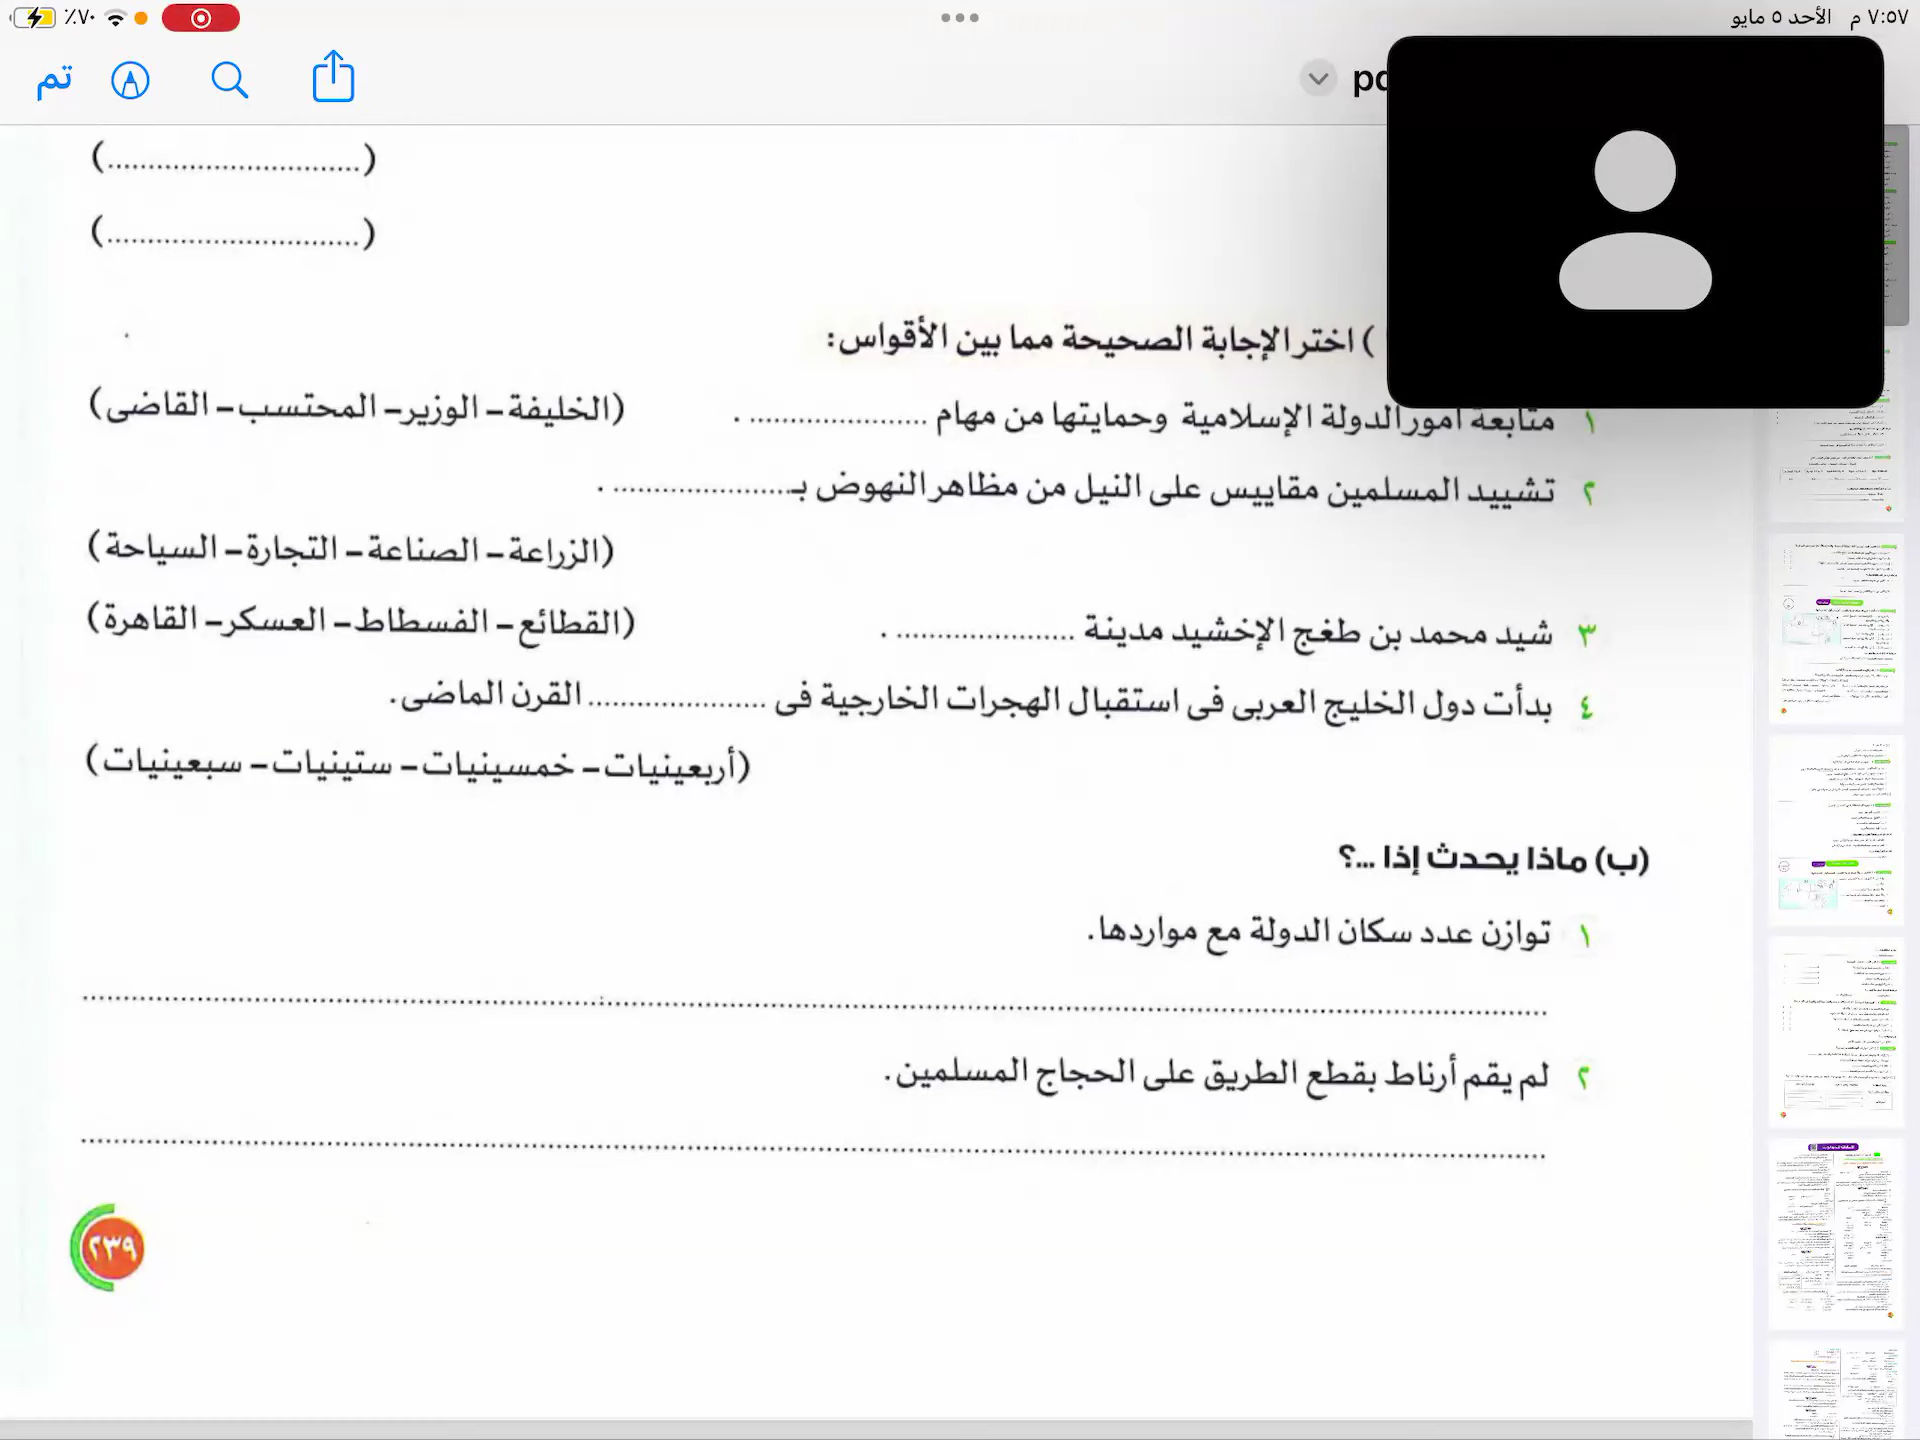 ٧:٥٧ م الأحد ٥ مايو
٪٧٠
تم
(..............................)
(..............................)
) اختر الإجابة الصحيحة مما بين الأقواس:
١ متابعة أمور الدولة الإسلامية وحمايتها من مهام ..................... . (الخليفة – الوزير – المحتسب – القاضى)
٢ تشييد المسلمين مقاييس على النيل من مظاهر النهوض بـ..................... .
(الزراعة – الصناعة – التجارة – السياحة)
٣ شيد محمد بن طغج الإخشيد مدينة ..................... . (القطائع – الفسطاط – العسكر – القاهرة)
٤ بدأت دول الخليج العربى فى استقبال الهجرات الخارجية فى ..................... القرن الماضى.
(أربعينيات – خمسينيات – ستينيات – سبعينيات)
(ب) ماذا يحدث إذا ...؟
١ توازن عدد سكان الدولة مع مواردها.
٢ لم يقم أرناط بقطع الطريق على الحجاج المسلمين.
٢٣٩